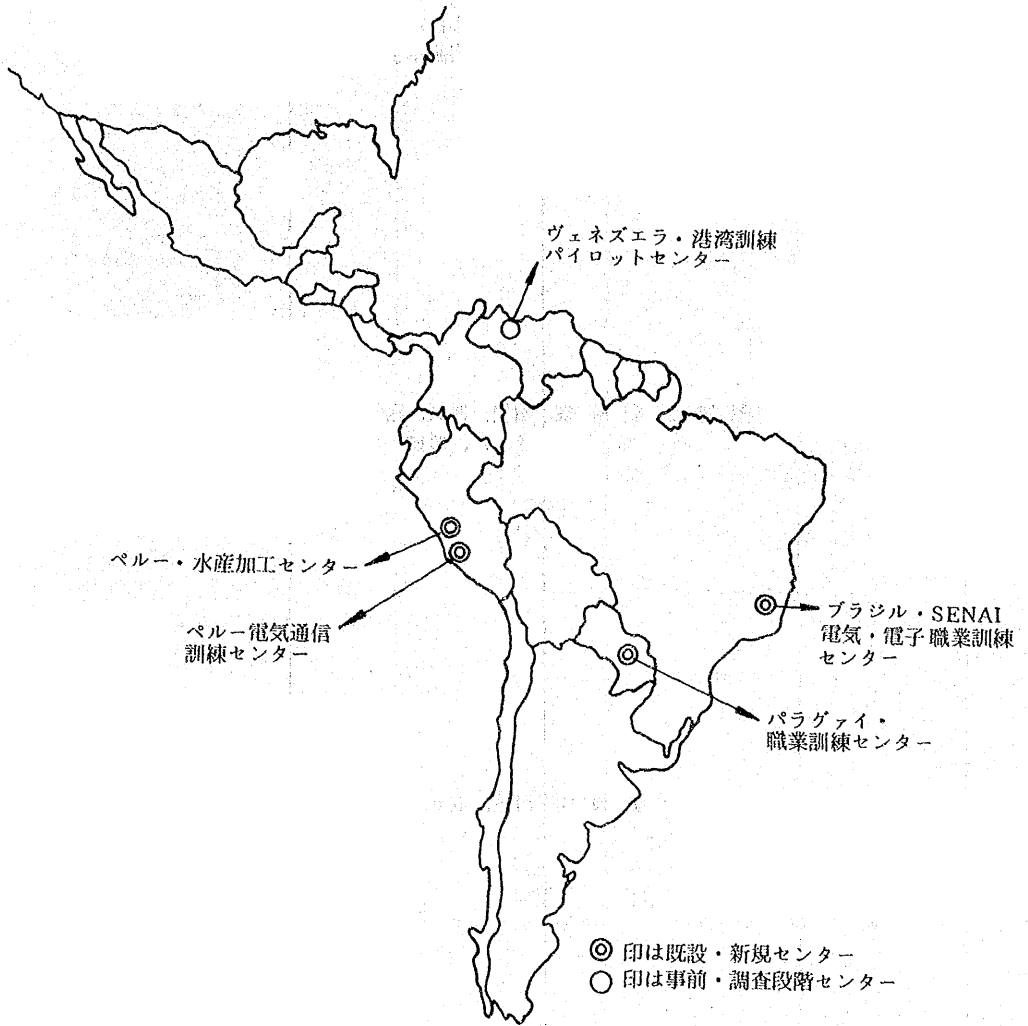 ヴェネズエラ・港湾訓練
パイロットセンター
ペルー・水産加工センター
ペルー電気通信
訓練センター
ブラジル・SENAI
電気・電子職業訓練
センター
パラグァイ・
職業訓練センター
◎ 印は既設・新規センター
○ 印は事前・調査段階センター